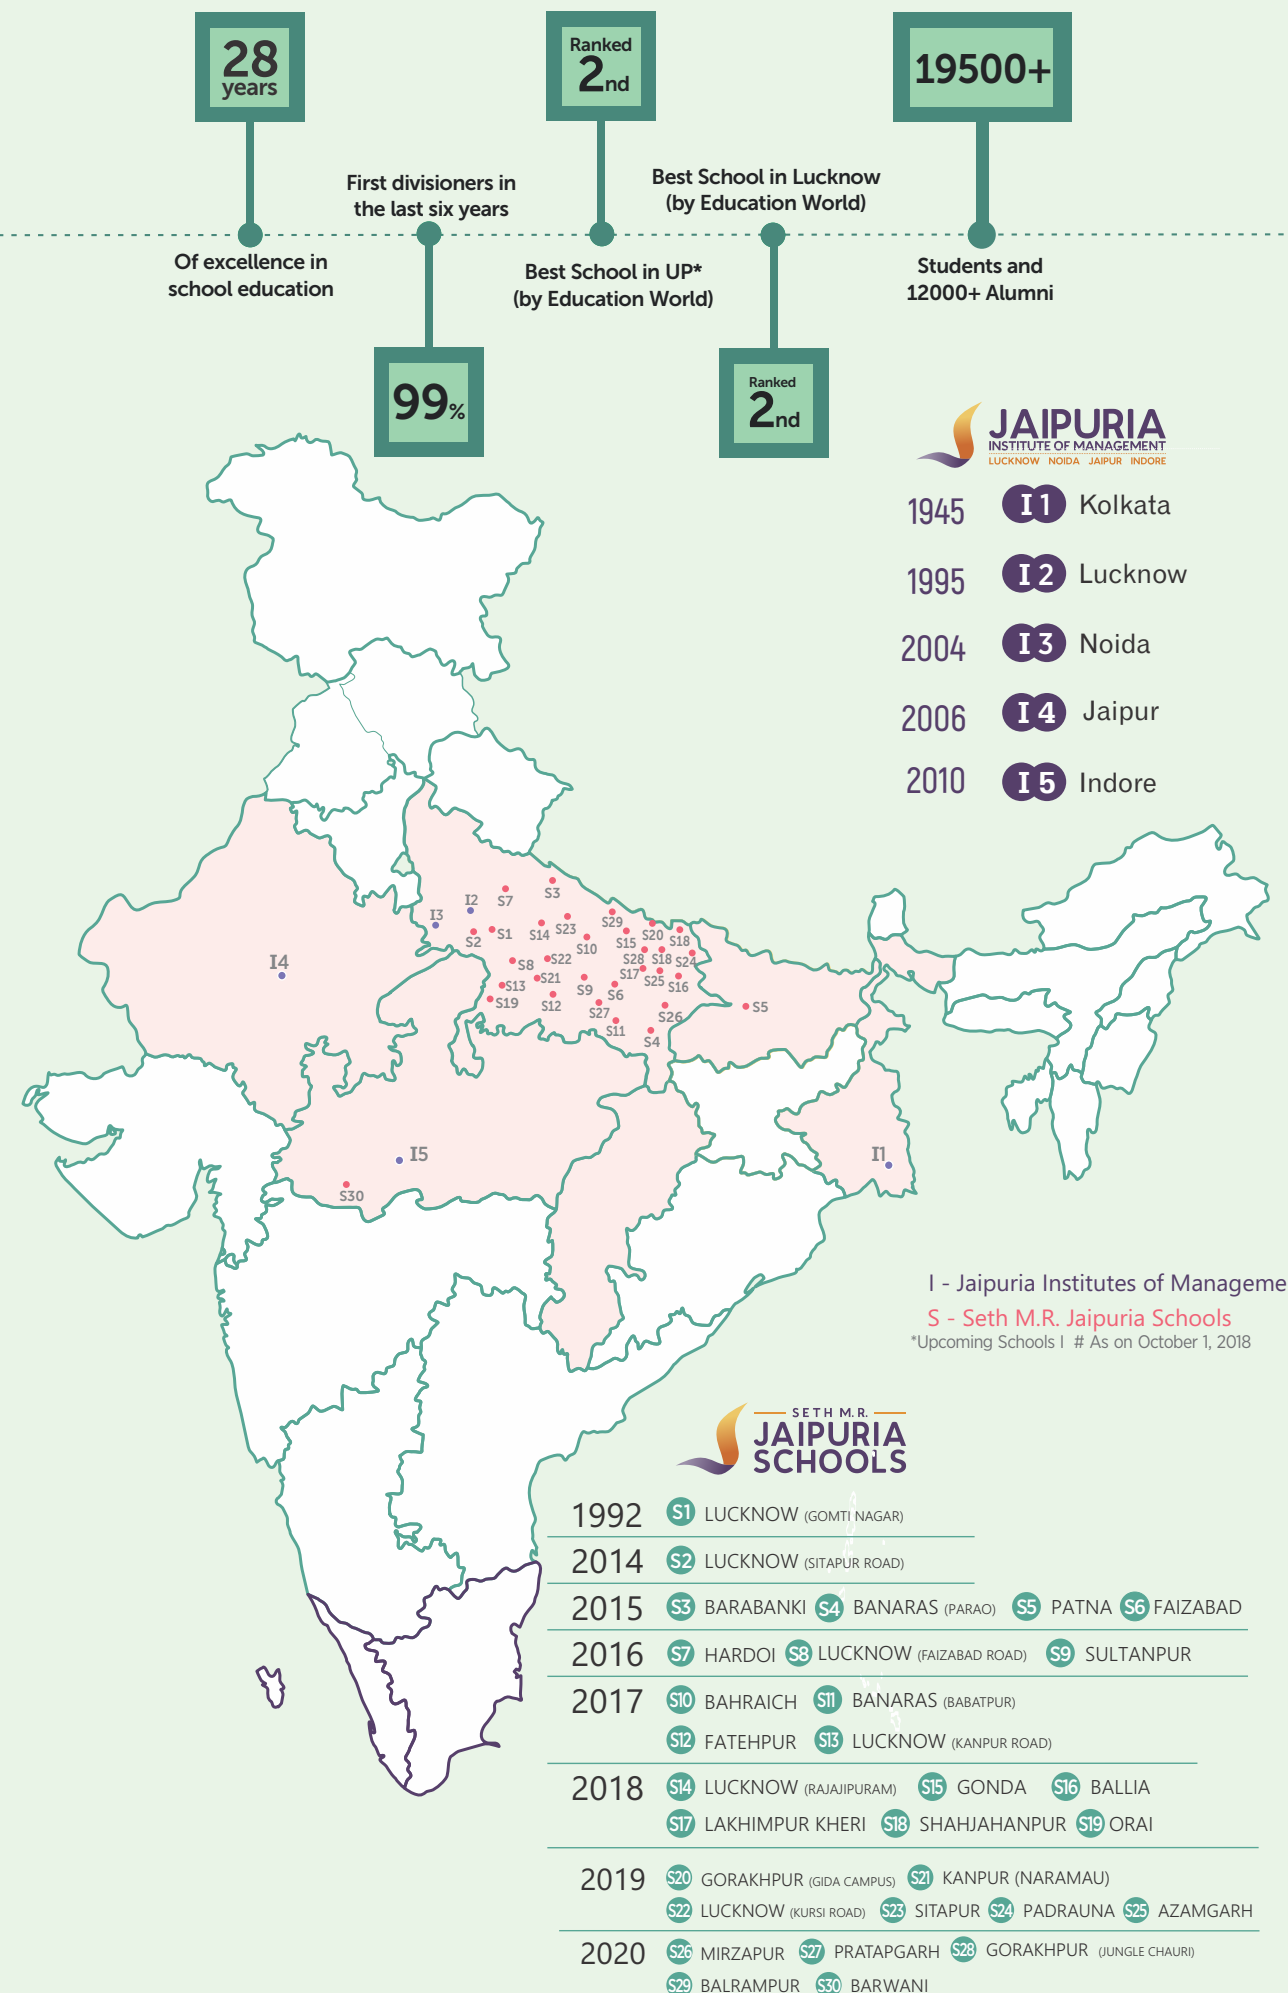 28
years
Ranked
2nd
19500+
First divisioners in
the last six years
Best School in Lucknow
(by Education World)
Of excellence in
school education
Best School in UP*
(by Education World)
Students and
12000+ Alumni
99%
Ranked
2nd
JAIPURIA
INSTITUTE OF MANAGEMENT
LUCKNOW NOIDA JAIPUR INDORE
1945 I 1 Kolkata
1995 I 2 Lucknow
2004 I 3 Noida
2006 I 4 Jaipur
2010 I 5 Indore
S3
I2 S7
I3 S29
S2 S1 S14 S23 S10 S15 S20 S18
I4 S8 S22 S28 S18 S24
S13 S21 S17 S25 S16
S19 S12 S9 S6
S27 S26 S5
S11 S4
I5 I1
S30
I - Jaipuria Institutes of Manageme
S - Seth M.R. Jaipuria Schools
*Upcoming Schools I # As on October 1, 2018
SETH M.R.
JAIPURIA
SCHOOLS
1992 S1 LUCKNOW (GOMTI NAGAR)
2014 S2 LUCKNOW (SITAPUR ROAD)
2015 S3 BARABANKI S4 BANARAS (PARAO) S5 PATNA S6 FAIZABAD
2016 S7 HARDOI S8 LUCKNOW (FAIZABAD ROAD) S9 SULTANPUR
2017 S10 BAHRAICH S11 BANARAS (BABATPUR)
S12 FATEHPUR S13 LUCKNOW (KANPUR ROAD)
2018 S14 LUCKNOW (RAJAJIPURAM) S15 GONDA S16 BALLIA
S17 LAKHIMPUR KHERI S18 SHAHJAHANPUR S19 ORAI
2019 S20 GORAKHPUR (GIDA CAMPUS) S21 KANPUR (NARAMAU)
S22 LUCKNOW (KURSI ROAD) S23 SITAPUR S24 PADRAUNA S25 AZAMGARH
2020 S26 MIRZAPUR S27 PRATAPGARH S28 GORAKHPUR (JUNGLE CHAURI)
S29 BALRAMPUR S30 BARWANI